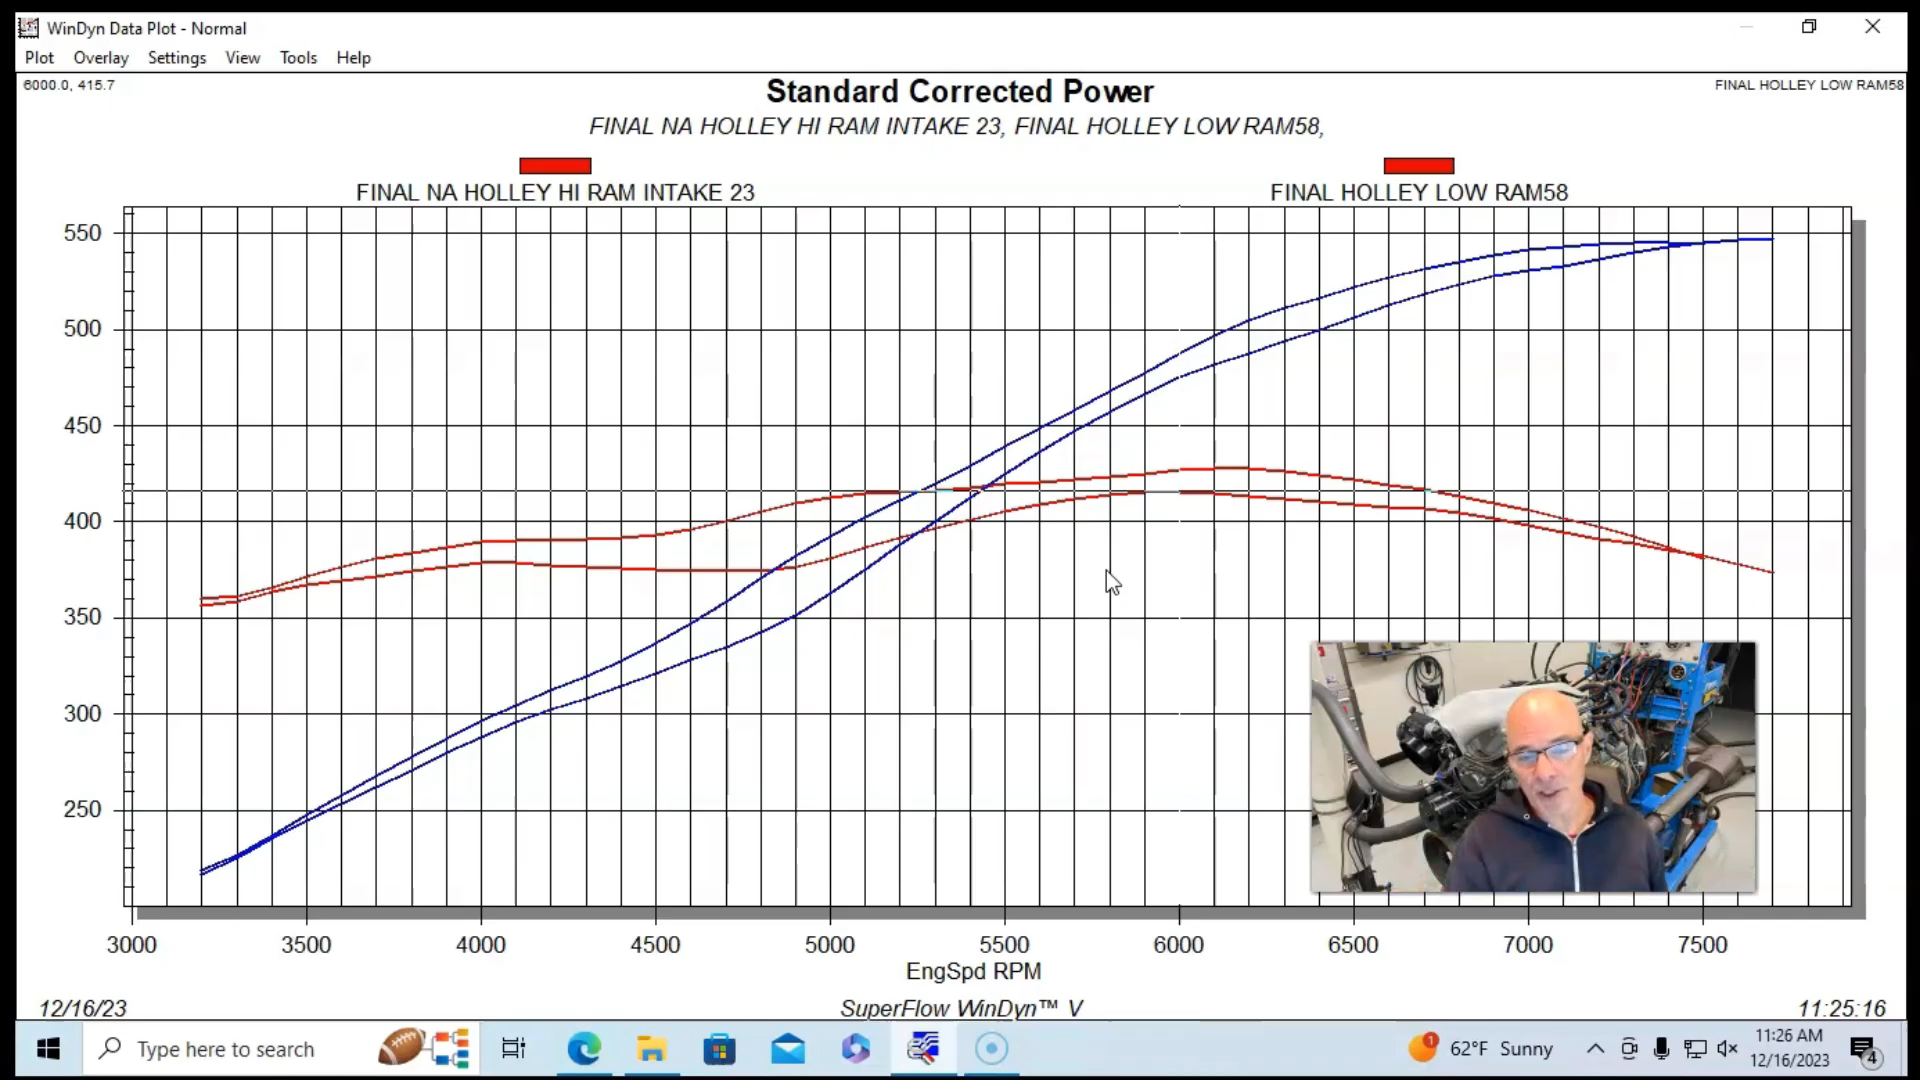 WinDyn Data Plot - Normal
Plot Overlay Settings View Tools Help
6000.0, 415.7
FINAL HOLLEY LOW RAM58
Standard Corrected Power
FINAL NA HOLLEY HI RAM INTAKE 23, FINAL HOLLEY LOW RAM58,
FINAL NA HOLLEY HI RAM INTAKE 23
FINAL HOLLEY LOW RAM58
550
500
450
400
350
300
250
3000 3500 4000 4500 5000 5500 6000 6500 7000 7500
EngSpd RPM
12/16/23
SuperFlow WinDyn™ V
11:25:16
Type here to search
1
62°F Sunny
11:26 AM
12/16/2023
4